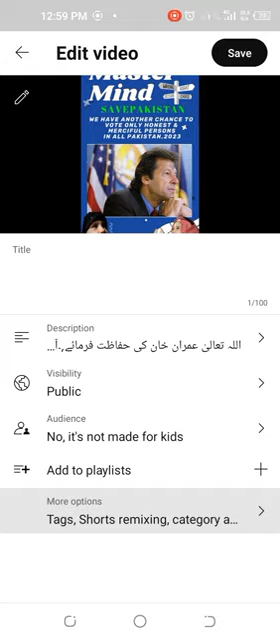 12:59 PM
Edit video
Save
Master
Mind
SAVEPAKISTAN
WE HAVE ANOTHER CHANCE TO
VOTE ONLY HONEST &
MERCIFUL PERSONS
IN ALL PAKISTAN,2023
Title
1/100
Description
اللہ تعالیٰ عمران خان کی حفاظت فرمائے،۔آ...
Visibility
Public
Audience
No, it's not made for kids
Add to playlists
More options
Tags, Shorts remixing, category a...